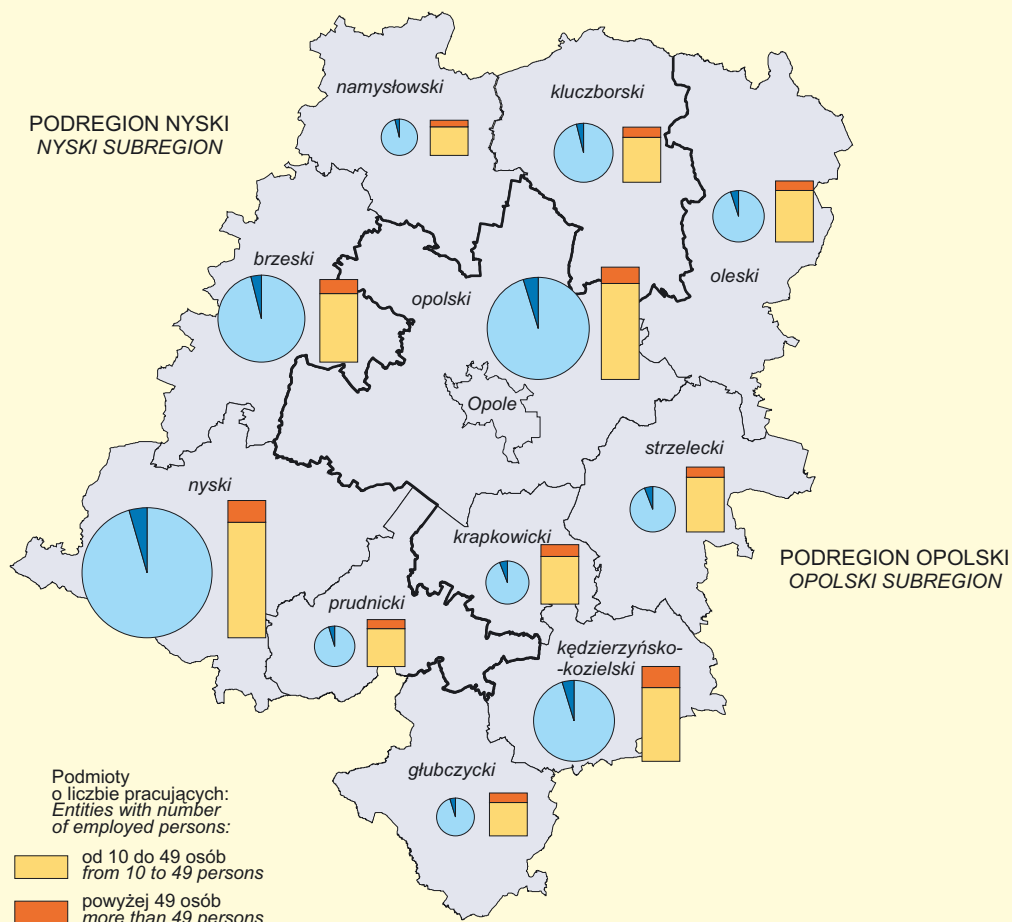 namysłowski
kluczborski
PODREGION NYSKI
NYSKI SUBREGION
brzeski
opolski
oleski
Opole
strzelecki
nyski
krapkowicki
PODREGION OPOLSKI
OPOLSKI SUBREGION
prudnicki
kędzierzyńsko-
-kozielski
głubczycki
Podmioty
o liczbie pracujących:
Entities with number
of employed persons:
od 10 do 49 osób
from 10 to 49 persons
powyżej 49 osób
more than 49 persons